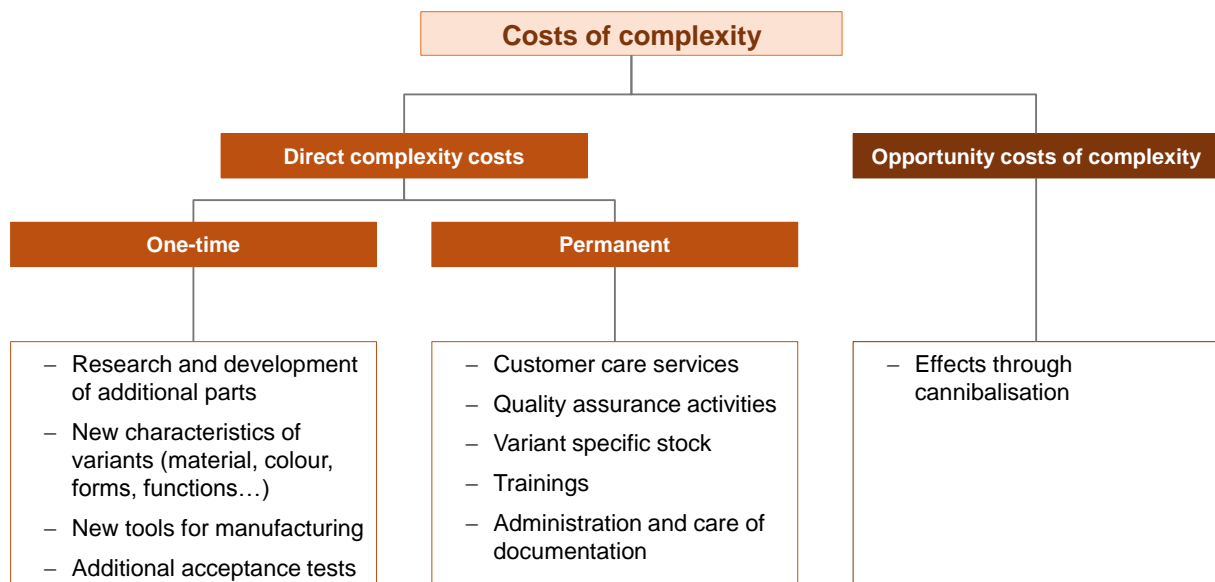 Costs of complexity
Direct complexity costs
Opportunity costs of complexity
One-time
Permanent
– Research and development
of additional parts
– New characteristics of
variants (material, colour,
forms, functions…)
– New tools for manufacturing
– Additional acceptance tests
– Customer care services
– Quality assurance activities
– Variant specific stock
– Trainings
– Administration and care of
documentation
– Effects through
cannibalisation